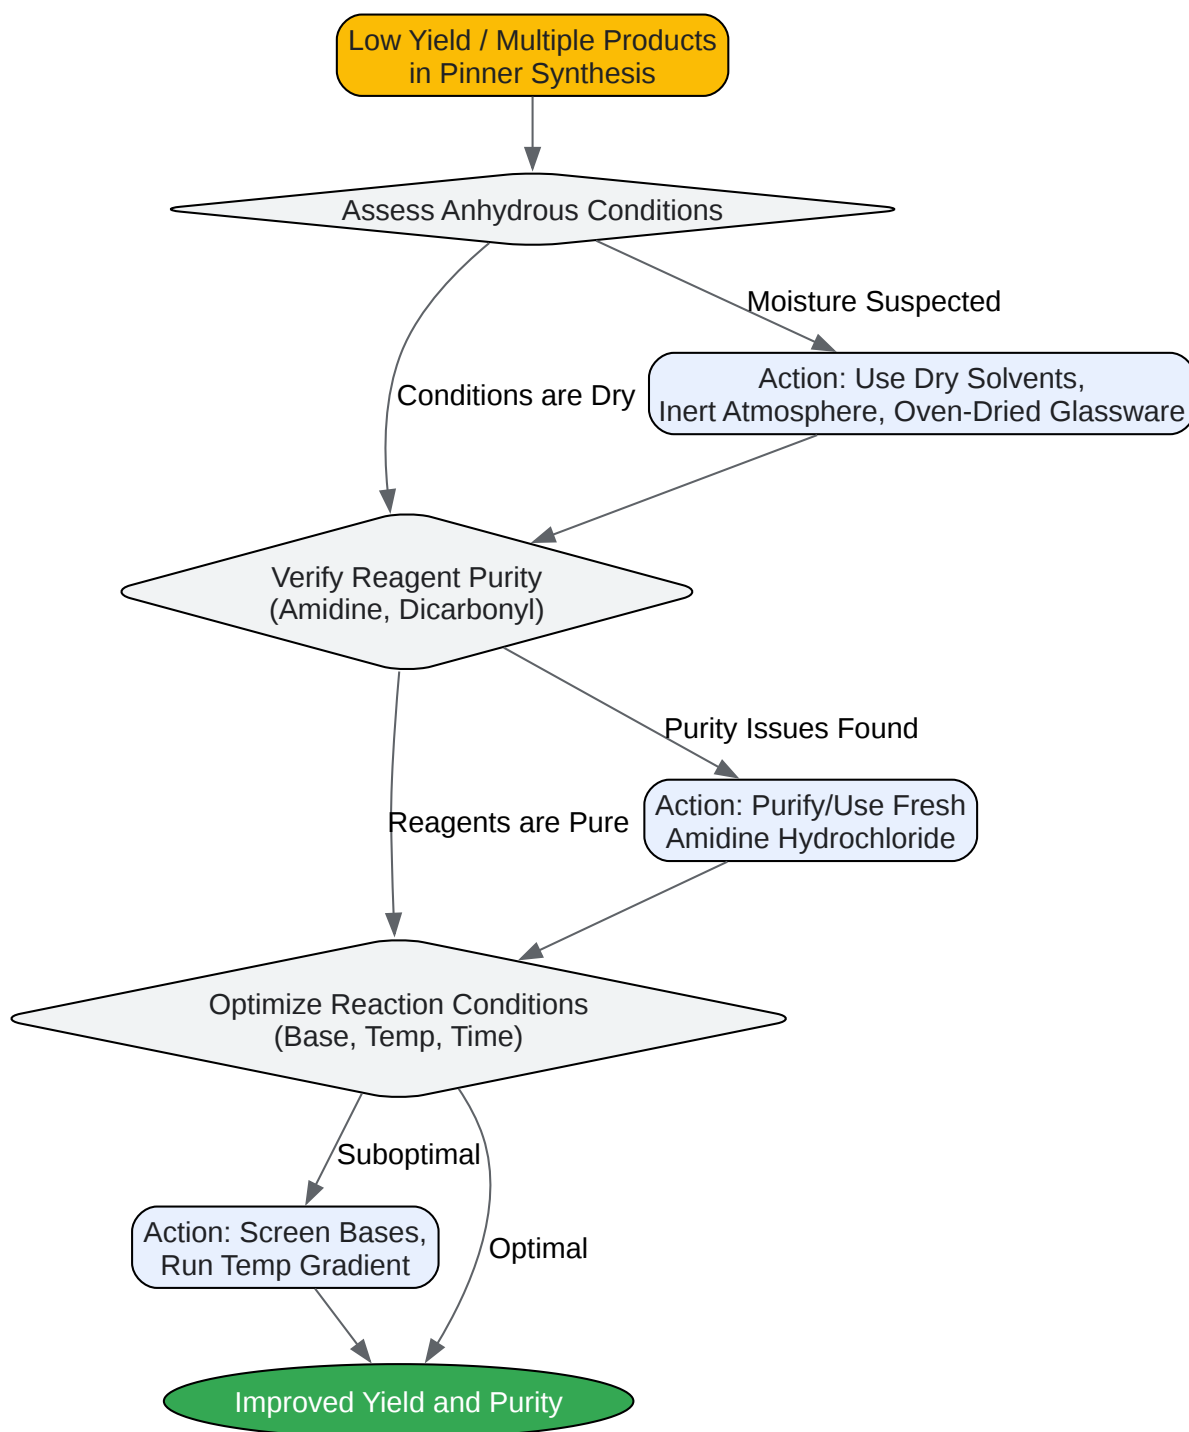 Low Yield / Multiple Products
in Pinner Synthesis
Assess Anhydrous Conditions
Moisture Suspected
Action: Use Dry Solvents,
Inert Atmosphere, Oven-Dried Glassware
Conditions are Dry
Verify Reagent Purity
(Amidine, Dicarbonyl)
Purity Issues Found
Action: Purify/Use Fresh
Amidine Hydrochloride
Reagents are Pure
Optimize Reaction Conditions
(Base, Temp, Time)
Suboptimal
Action: Screen Bases,
Run Temp Gradient
Optimal
Improved Yield and Purity